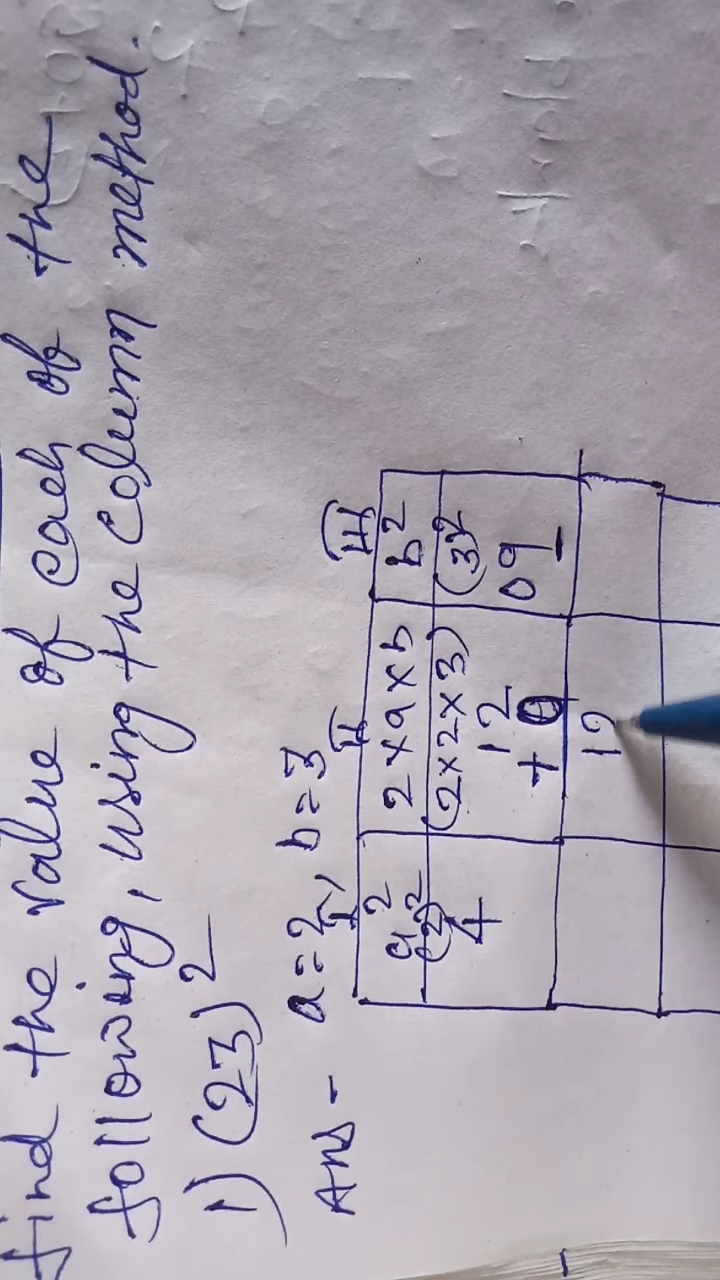 find the value of each of the
following, using the column method.
1) (23)²
Ans - a=2, b=3
I II III
a² 2×a×b b²
(2)² (2×2×3) (3)²
4 12 09
+0
12